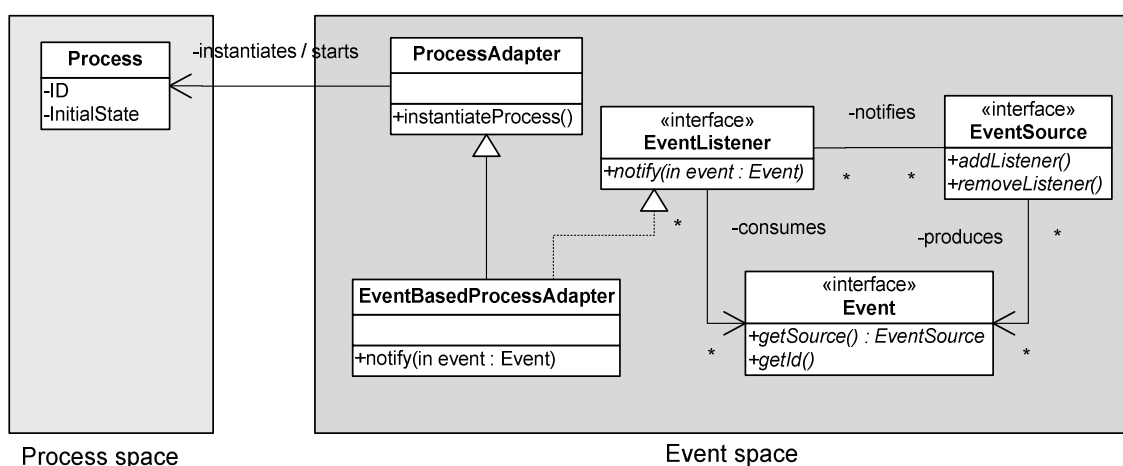 Process
-ID
-InitialState
-instantiates / starts
ProcessAdapter
+instantiateProcess()
«interface»
EventListener
+notify(in event : Event)
-notifies
*
*
«interface»
EventSource
+addListener()
+removeListener()
*
-consumes
-produces
*
EventBasedProcessAdapter
+notify(in event : Event)
«interface»
Event
+getSource() : EventSource
+getId()
*
*
Process space
Event space